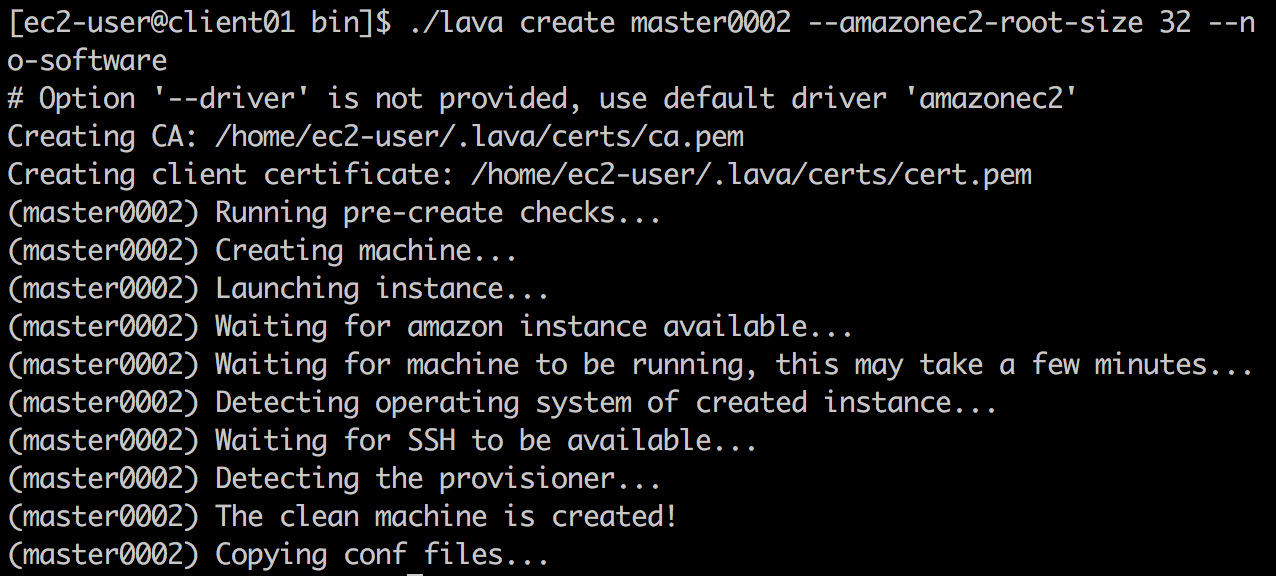 [ec2-user@client01 bin]$ ./lava create master0002 --amazonec2-root-size 32 --n
o-software
# Option '--driver' is not provided, use default driver 'amazonec2'
Creating CA: /home/ec2-user/.lava/certs/ca.pem
Creating client certificate: /home/ec2-user/.lava/certs/cert.pem
(master0002) Running pre-create checks...
(master0002) Creating machine...
(master0002) Launching instance...
(master0002) Waiting for amazon instance available...
(master0002) Waiting for machine to be running, this may take a few minutes...
(master0002) Detecting operating system of created instance...
(master0002) Waiting for SSH to be available...
(master0002) Detecting the provisioner...
(master0002) The clean machine is created!
(master0002) Copying conf files...